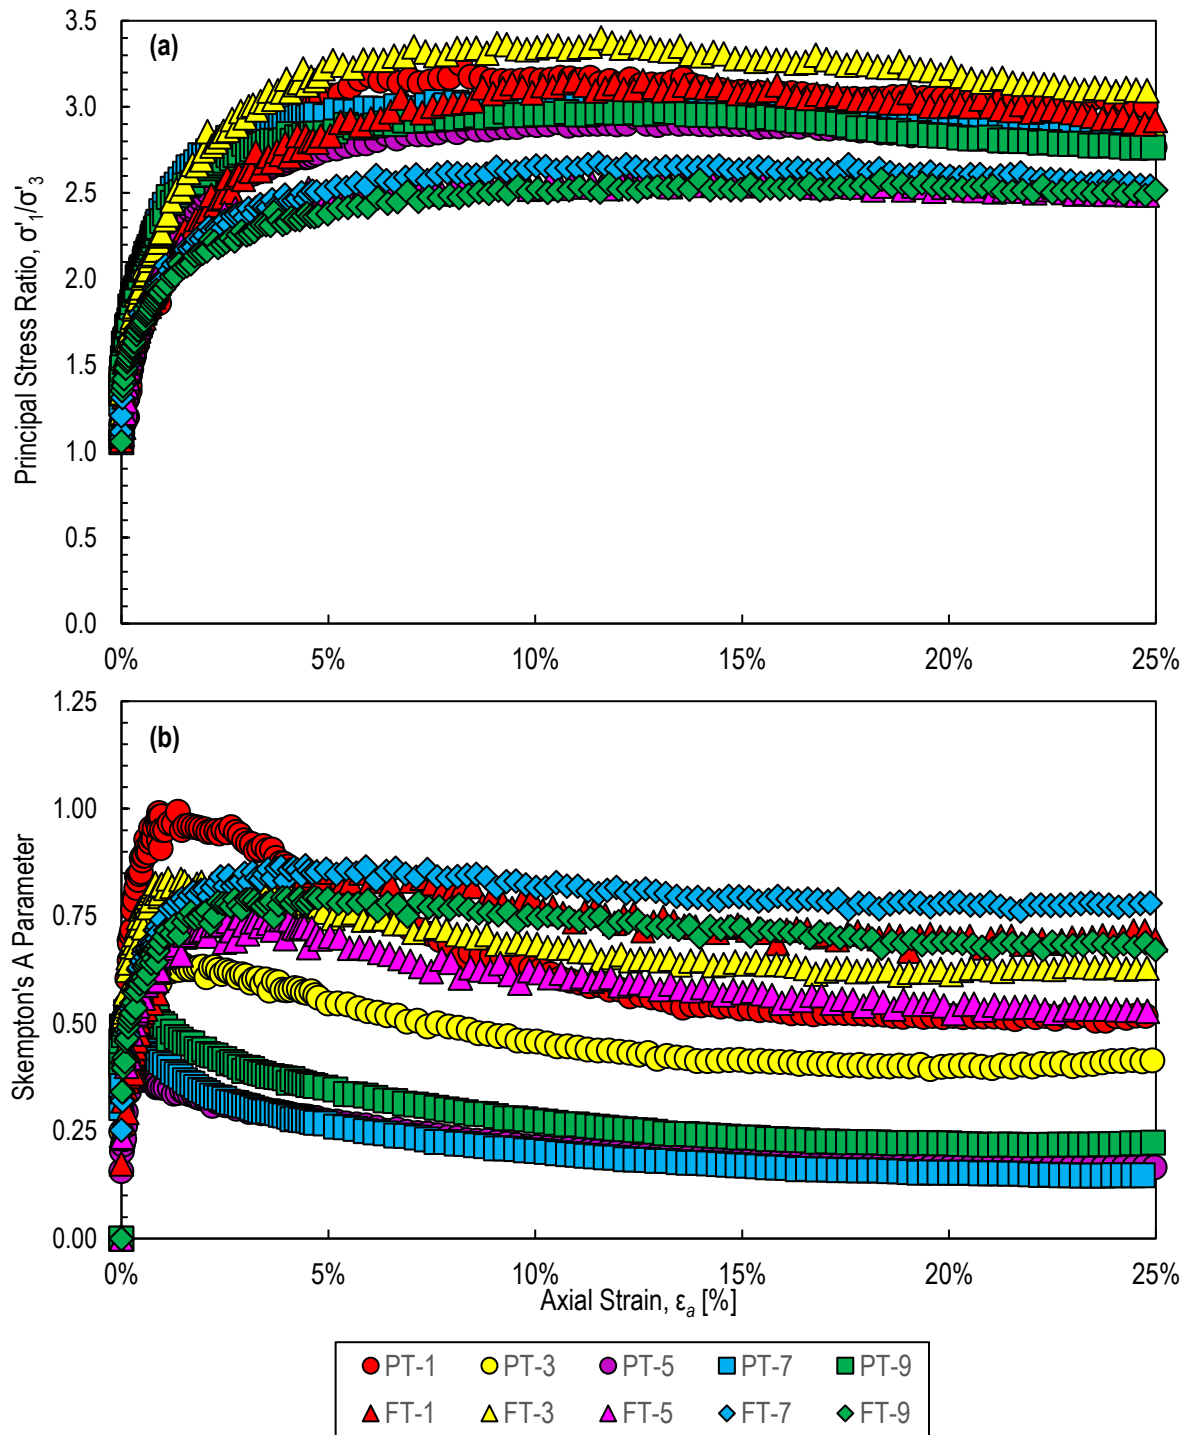 (a)
3.5
3.0
2.5
2.0
1.5
1.0
0.5
0.0
Principal Stress Ratio, σ'1/σ'3
0% 5% 10% 15% 20% 25%
(b)
1.25
1.00
0.75
0.50
0.25
0.00
Skempton's A Parameter
0% 5% 10% 15% 20% 25%
Axial Strain, εa [%]
PT-1 PT-3 PT-5 PT-7 PT-9
FT-1 FT-3 FT-5 FT-7 FT-9